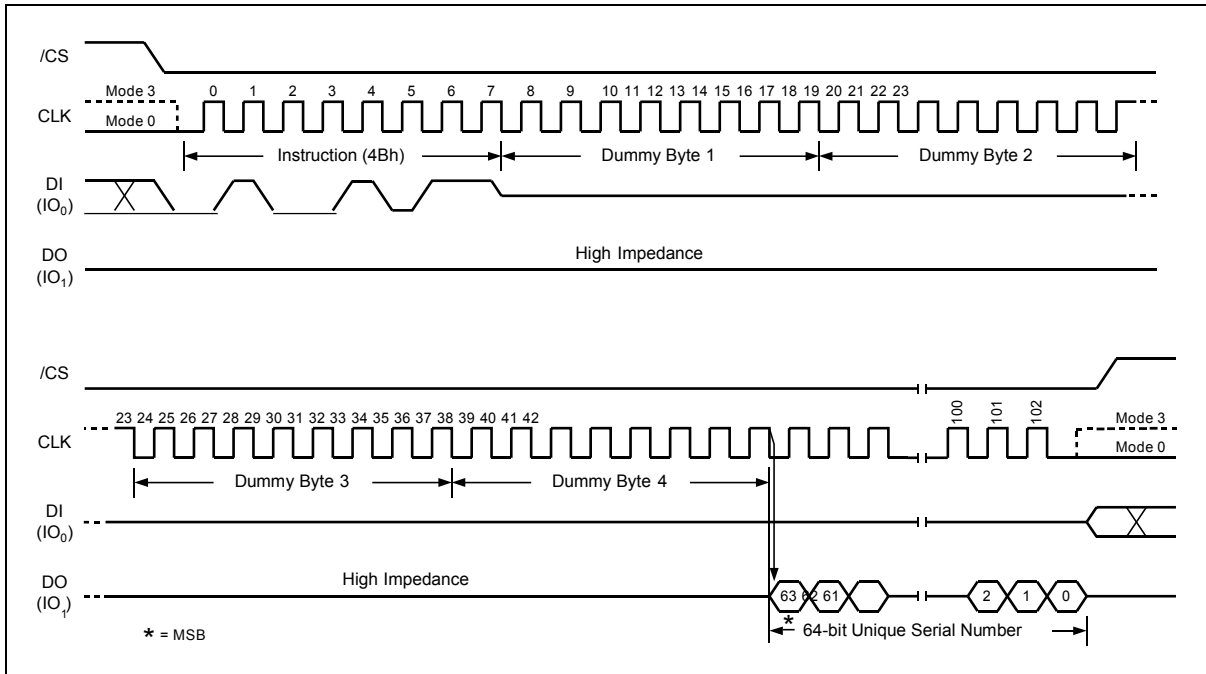 /CS
Mode 3
0 1 2 3 4 5 6 7 8 9 10 11 12 13 14 15 16 17 18 19 20 21 22 23
CLK
Mode 0
Instruction (4Bh) Dummy Byte 1 Dummy Byte 2
DI
(IO0)
High Impedance
DO
(IO1)
/CS
23 24 25 26 27 28 29 30 31 32 33 34 35 36 37 38 39 40 41 42 100 101 102
Mode 3
CLK
Mode 0
Dummy Byte 3 Dummy Byte 4
DI
(IO0)
High Impedance
DO
(IO1)
63 62 61 2 1 0
* = MSB
* 64-bit Unique Serial Number